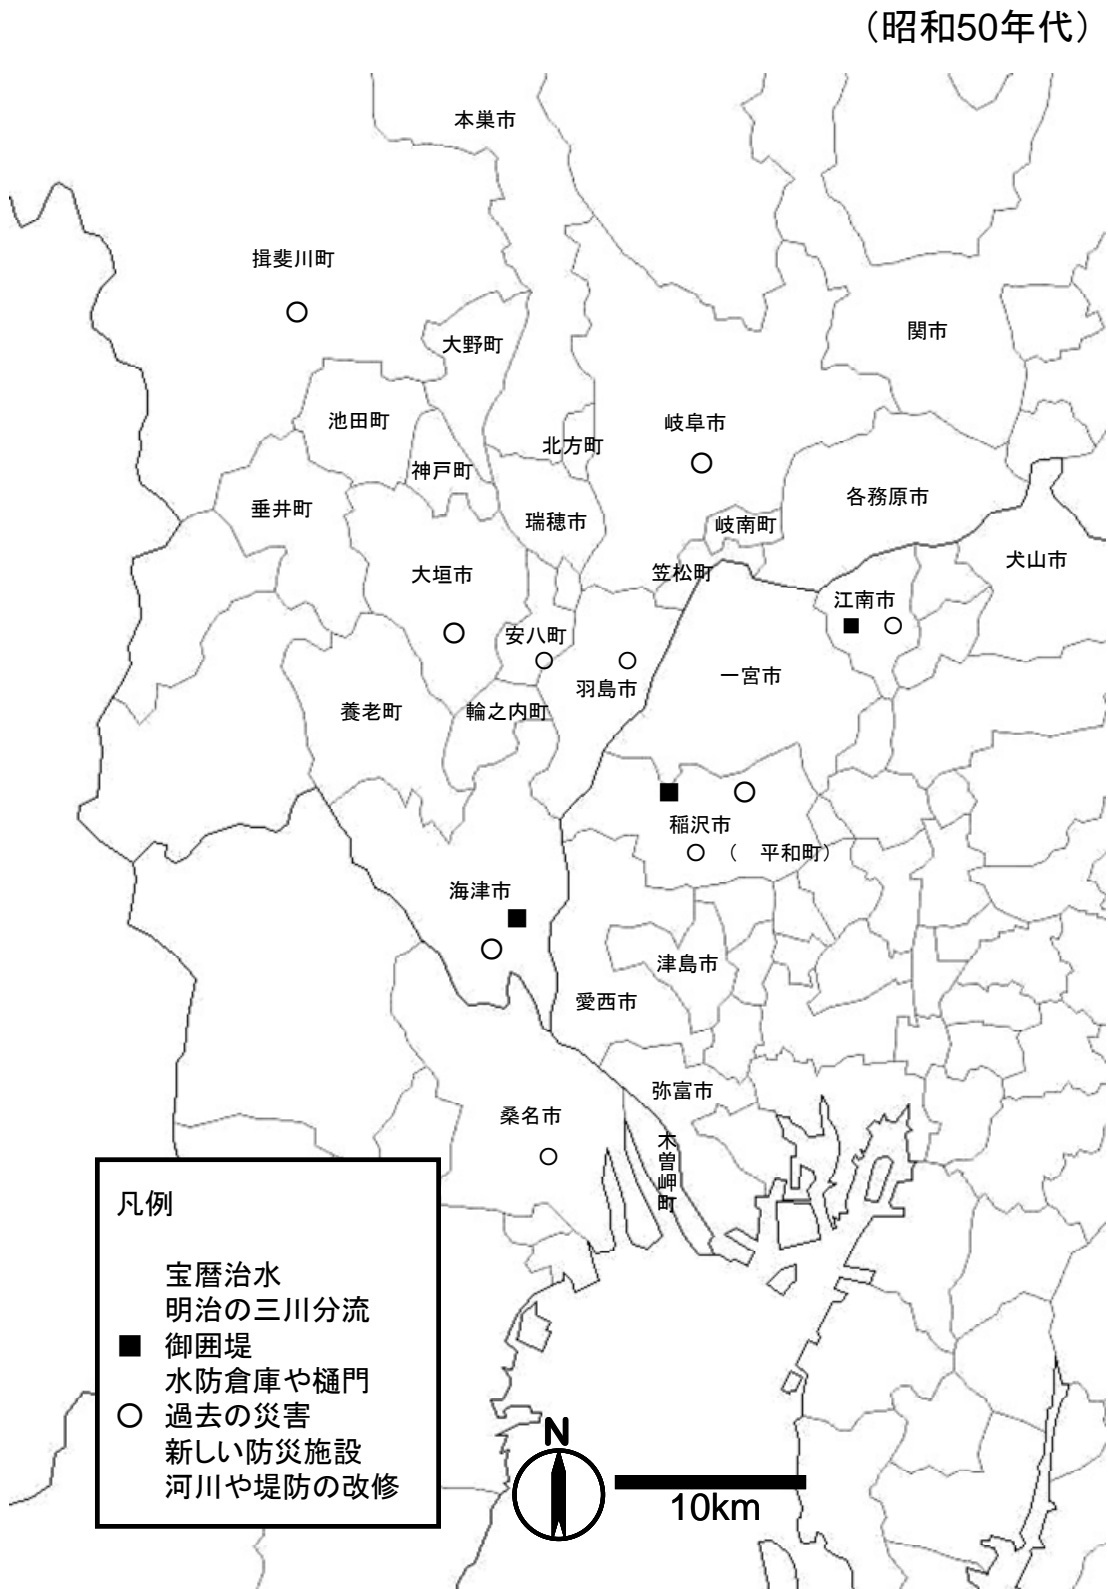 （昭和50年代）
本巣市
揖斐川町
関市
大野町
池田町
岐阜市
北方町
神戸町
各務原市
垂井町
瑞穂市
岐南町
犬山市
大垣市
笠松町
江南市
安八町
一宮市
羽島市
養老町
輪之内町
稲沢市
（　平和町）
海津市
津島市
愛西市
弥富市
桑名市
木曽岬町
凡例
宝暦治水
明治の三川分流
■ 御囲堤
水防倉庫や樋門
○ 過去の災害
新しい防災施設
河川や堤防の改修
N
10km